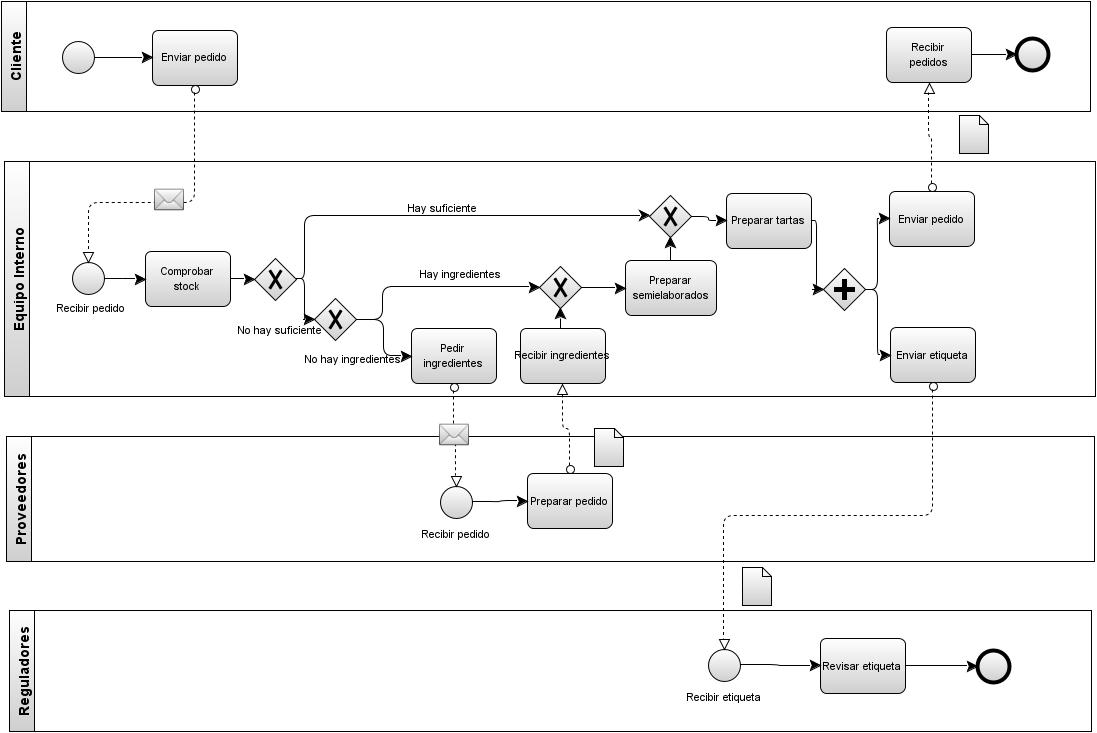 Cliente
Enviar pedido
Recibir
pedidos
Equipo Interno
Recibir pedido
Comprobar
stock
Hay suficiente
No hay suficiente
Hay ingredientes
No hay ingredientes
Pedir
ingredientes
Recibir ingredientes
Preparar
semielaborados
Preparar tartas
Enviar pedido
Enviar etiqueta
Proveedores
Recibir pedido
Preparar pedido
Reguladores
Recibir etiqueta
Revisar etiqueta